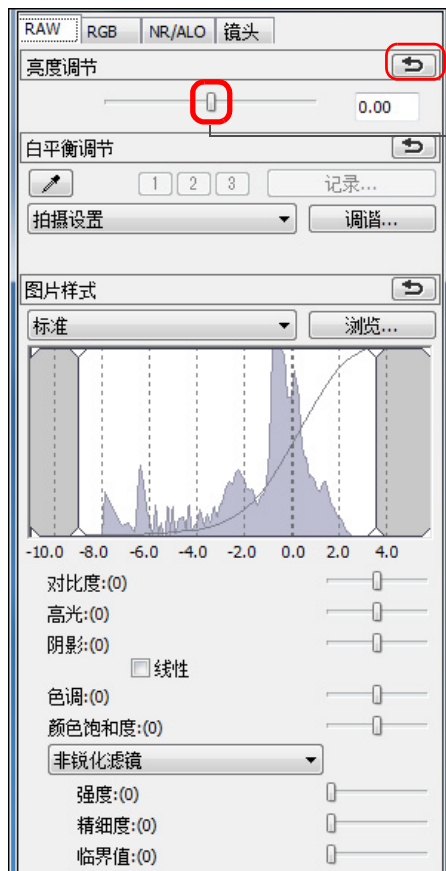 RAW RGB NR/ALO 镜头
亮度调节
0.00
白平衡调节
1 2 3 记录...
拍摄设置 调谐...
图片样式
标准 浏览...
-10.0 -8.0 -6.0 -4.0 -2.0 0.0 2.0 4.0
对比度:(0)
高光:(0)
阴影:(0)
线性
色调:(0)
颜色饱和度:(0)
非锐化滤镜
强度:(0)
精细度:(0)
临界值:(0)